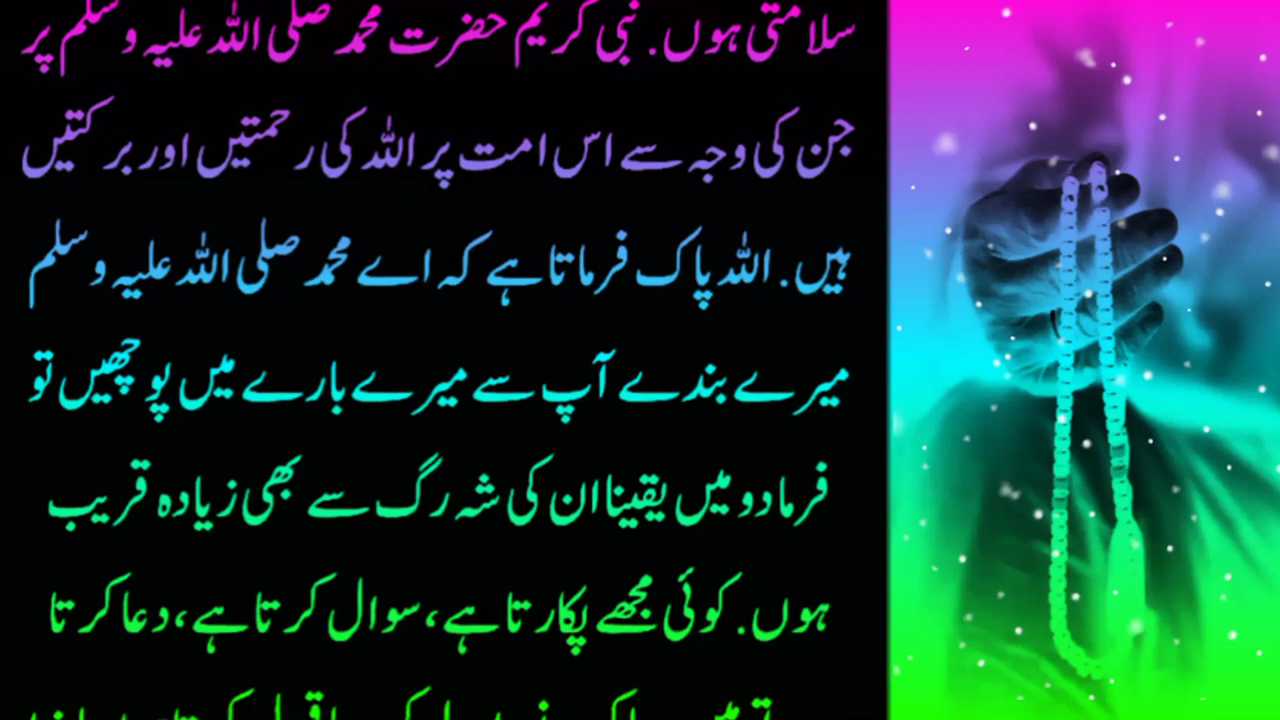 سلامتی ہوں. نبی کریم حضرت محمد صلی اللہ علیہ وسلم پر
جن کی وجہ سے اس امت پر اللہ کی رحمتیں اور برکتیں
ہیں. اللہ پاک فرماتا ہے کہ اے محمد صلی اللہ علیہ وسلم
میرے بندے آپ سے میرے بارے میں پوچھیں تو
فرما دو میں یقینا ان کی شہ رگ سے بھی زیادہ قریب
ہوں. کوئی مجھے پکارتا ہے، سوال کرتا ہے، دعا کرتا